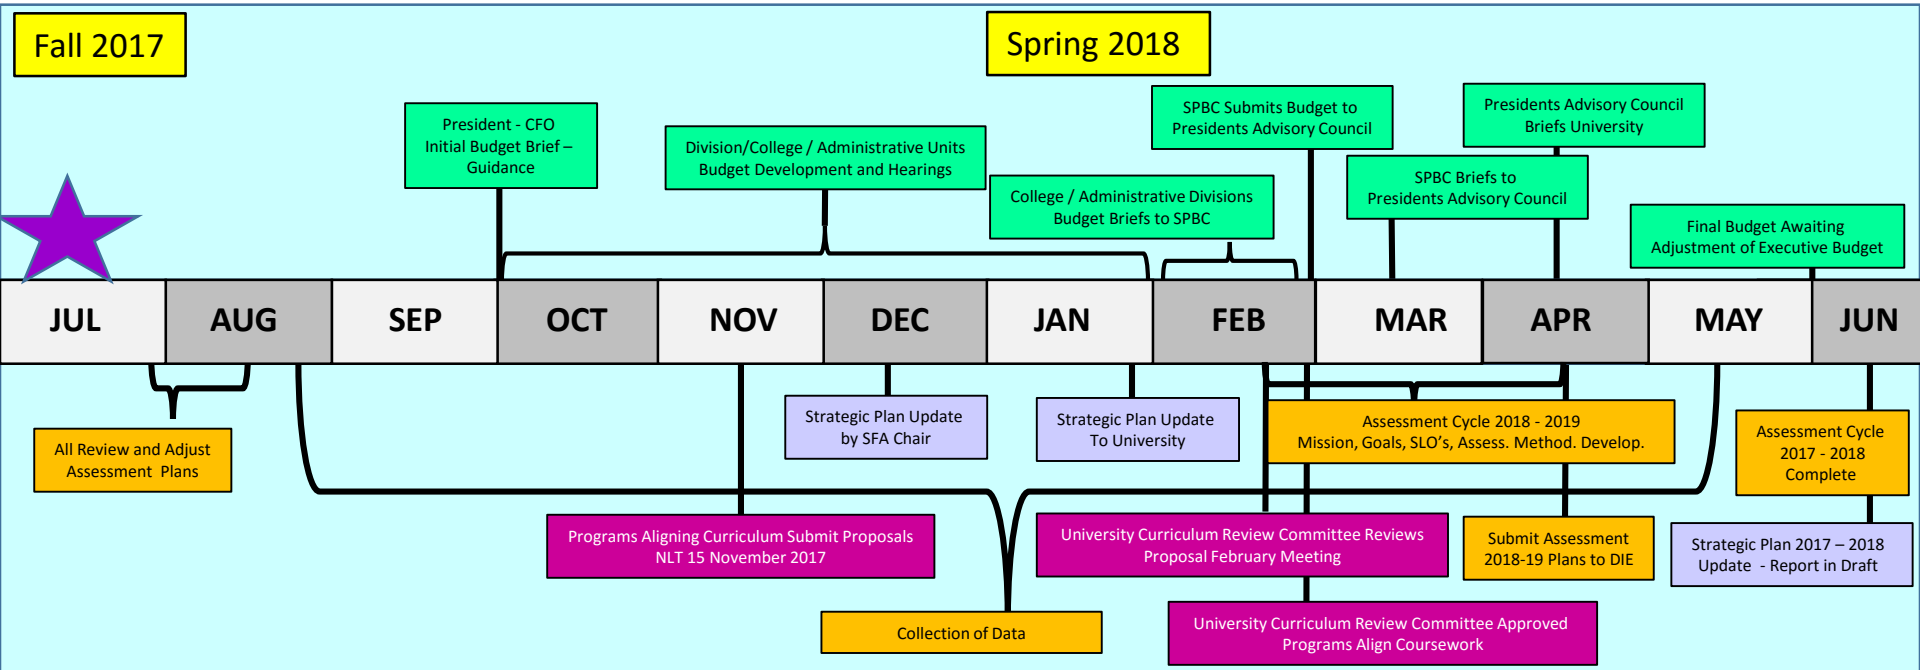 Fall 2017
Spring 2018
President - CFO
Initial Budget Brief –
Guidance
Division/College / Administrative Units
Budget Development and Hearings
College / Administrative Divisions
Budget Briefs to SPBC
SPBC Submits Budget to
Presidents Advisory Council
SPBC Briefs to
Presidents Advisory Council
Presidents Advisory Council
Briefs University
Final Budget Awaiting
Adjustment of Executive Budget
JUL
AUG
SEP
OCT
NOV
DEC
JAN
FEB
MAR
APR
MAY
JUN
All Review and Adjust
Assessment Plans
Strategic Plan Update
by SFA Chair
Strategic Plan Update
To University
Assessment Cycle 2018 - 2019
Mission, Goals, SLO's, Assess. Method. Develop.
Assessment Cycle
2017 - 2018
Complete
Programs Aligning Curriculum Submit Proposals
NLT 15 November 2017
University Curriculum Review Committee Reviews
Proposal February Meeting
Submit Assessment
2018-19 Plans to DIE
Strategic Plan 2017 – 2018
Update - Report in Draft
Collection of Data
University Curriculum Review Committee Approved
Programs Align Coursework